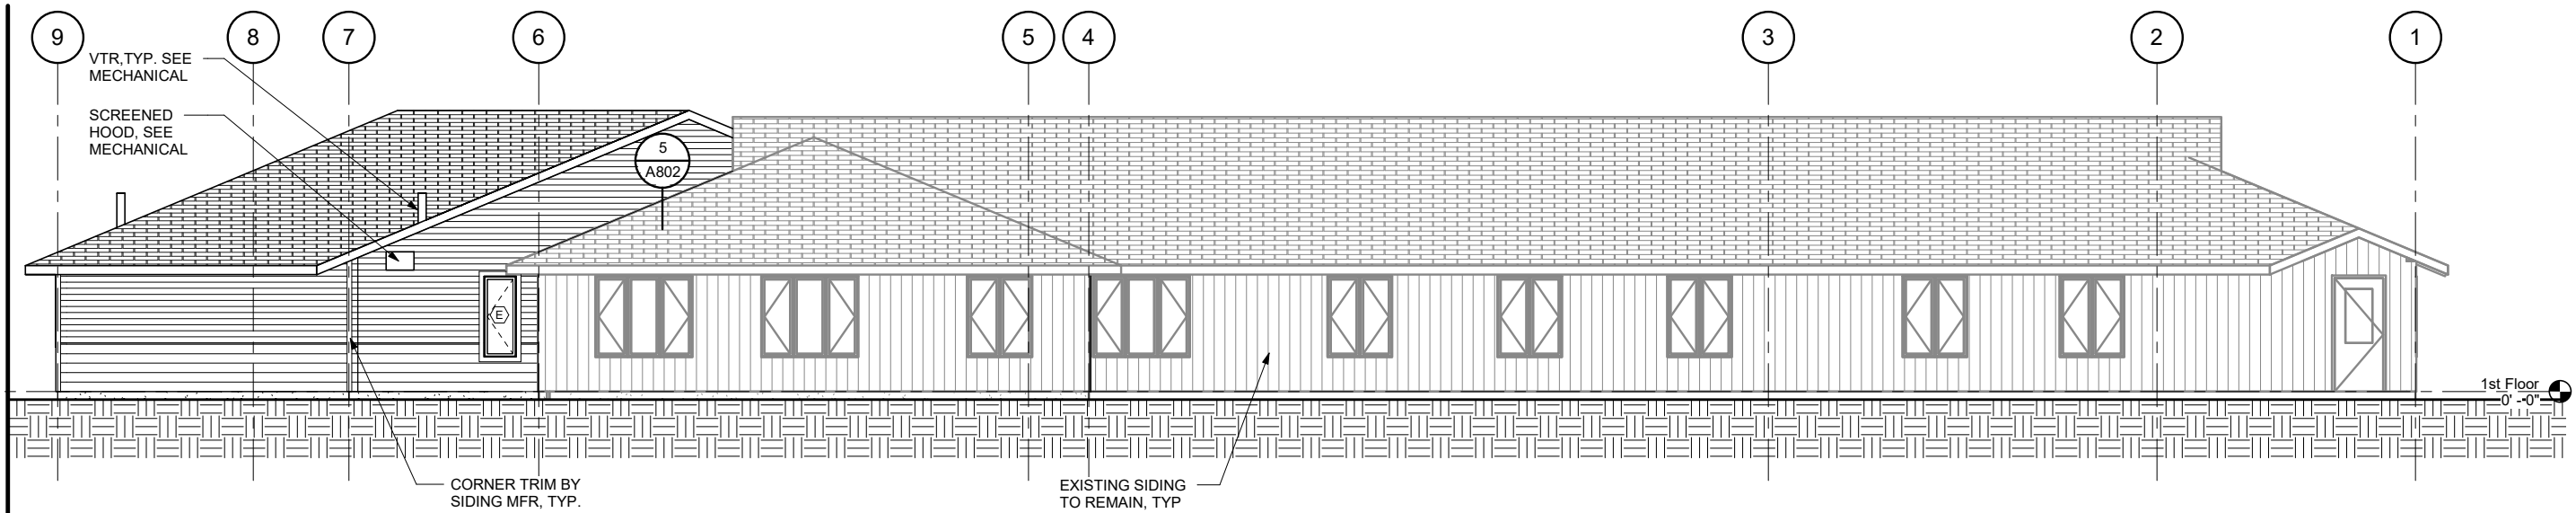 9 8 7 6 5 4 3 2 1
VTR,TYP. SEE
MECHANICAL
SCREENED
HOOD, SEE
MECHANICAL
5
A802
E
1st Floor
0' - 0"
CORNER TRIM BY
SIDING MFR, TYP.
EXISTING SIDING
TO REMAIN, TYP